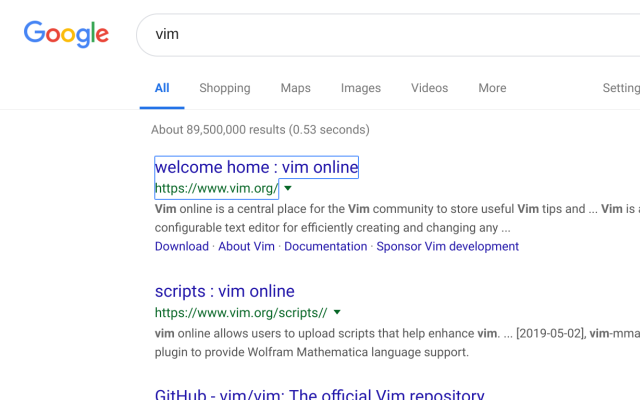 Google
vim
All Shopping Maps Images Videos More
About 89,500,000 results (0.53 seconds)
welcome home : vim online
https://www.vim.org/
Vim online is a central place for the Vim community to store useful Vim tips and ... Vim is
configurable text editor for efficiently creating and changing any ...
Download · About Vim · Documentation · Sponsor Vim development
scripts : vim online
https://www.vim.org/scripts//
vim online allows users to upload scripts that help enhance vim. ... [2019-05-02], vim-mma
plugin to provide Wolfram Mathematica language support.
GitHub - vim/vim: The official Vim repository